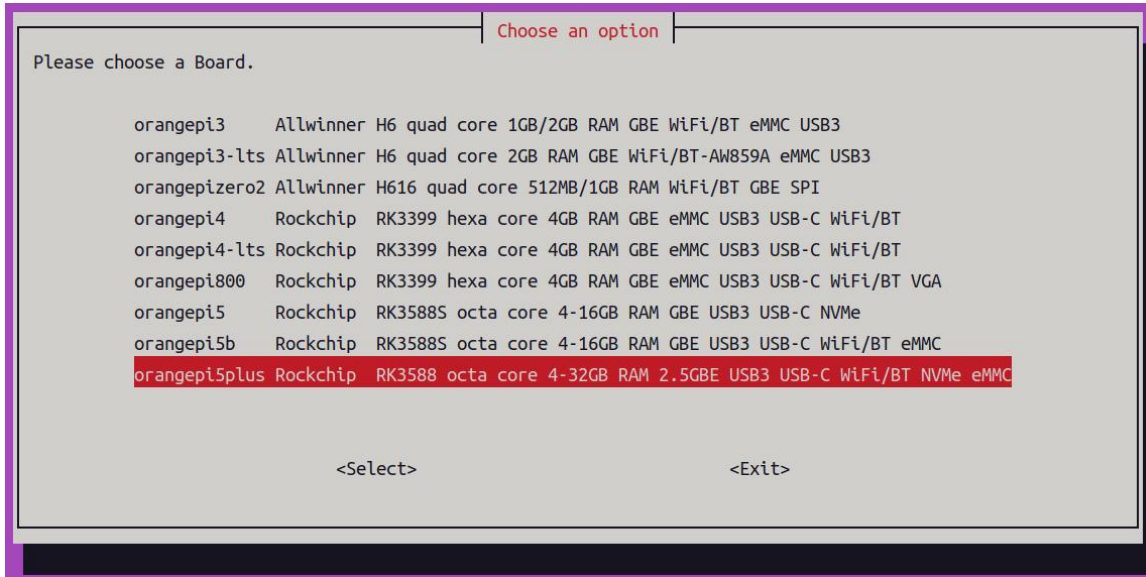 Choose an option
Please choose a Board.
orangepi3 Allwinner H6 quad core 1GB/2GB RAM GBE WiFi/BT eMMC USB3
orangepi3-lts Allwinner H6 quad core 2GB RAM GBE WiFi/BT-AW859A eMMC USB3
orangepizero2 Allwinner H616 quad core 512MB/1GB RAM WiFi/BT GBE SPI
orangepi4 Rockchip RK3399 hexa core 4GB RAM GBE eMMC USB3 USB-C WiFi/BT
orangepi4-lts Rockchip RK3399 hexa core 4GB RAM GBE eMMC USB3 USB-C WiFi/BT
orangepi800 Rockchip RK3399 hexa core 4GB RAM GBE eMMC USB3 USB-C WiFi/BT VGA
orangepi5 Rockchip RK3588S octa core 4-16GB RAM GBE USB3 USB-C NVMe
orangepi5b Rockchip RK3588S octa core 4-16GB RAM GBE USB3 USB-C WiFi/BT eMMC
orangepi5plus Rockchip RK3588 octa core 4-32GB RAM 2.5GBE USB3 USB-C WiFi/BT NVMe eMMC
<Select> <Exit>